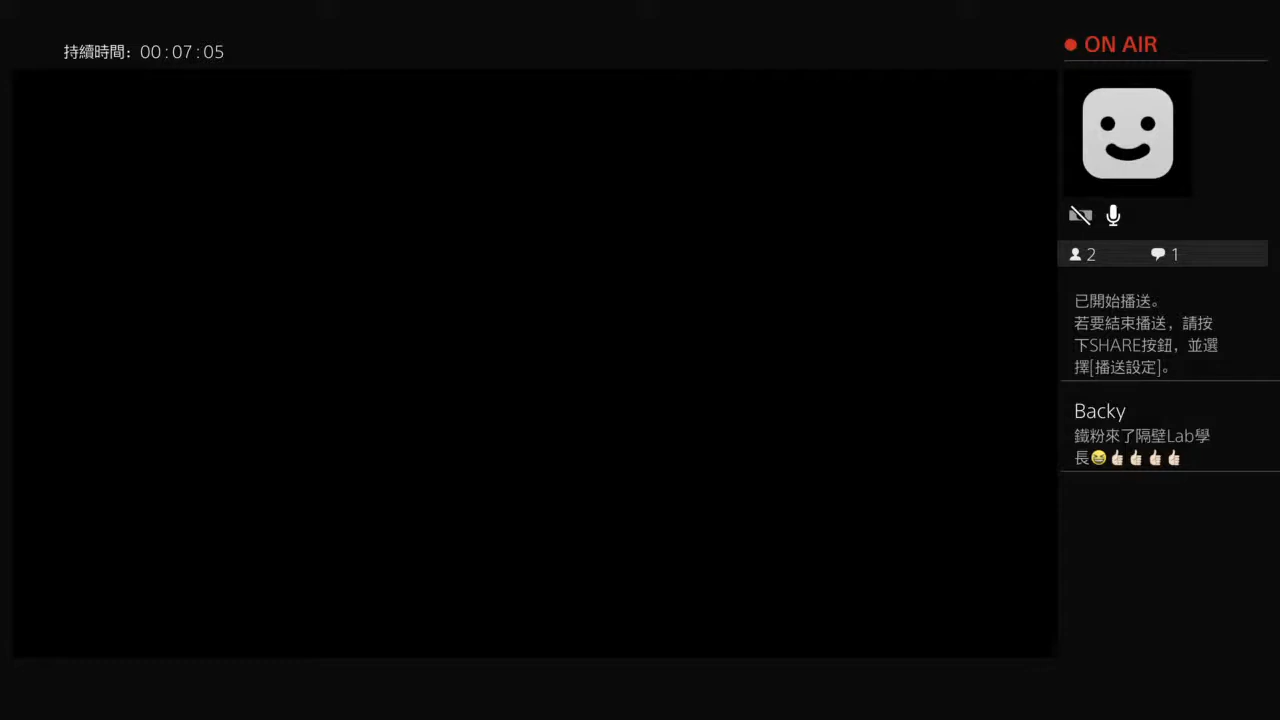 持續時間：00:07:05
ON AIR
2 1
已開始播送。
若要結束播送，請按
下SHARE按鈕，並選
擇[播送設定]。
Backy
鐵粉來了隔壁Lab學
長😆👍🏻👍🏻👍🏻👍🏻